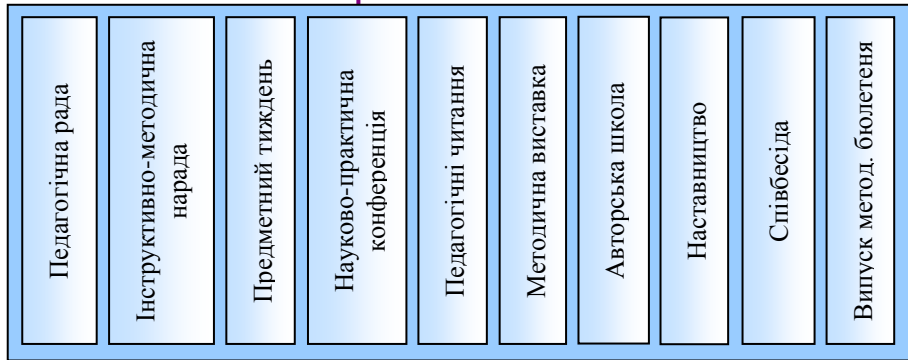 Педагогічна рада
Інструктивно-методична
нарада
Предметний тиждень
Науково-практична
конференція
Педагогічні читання
Методична виставка
Авторська школа
Наставництво
Співбесіда
Випуск метод. бюлетеня